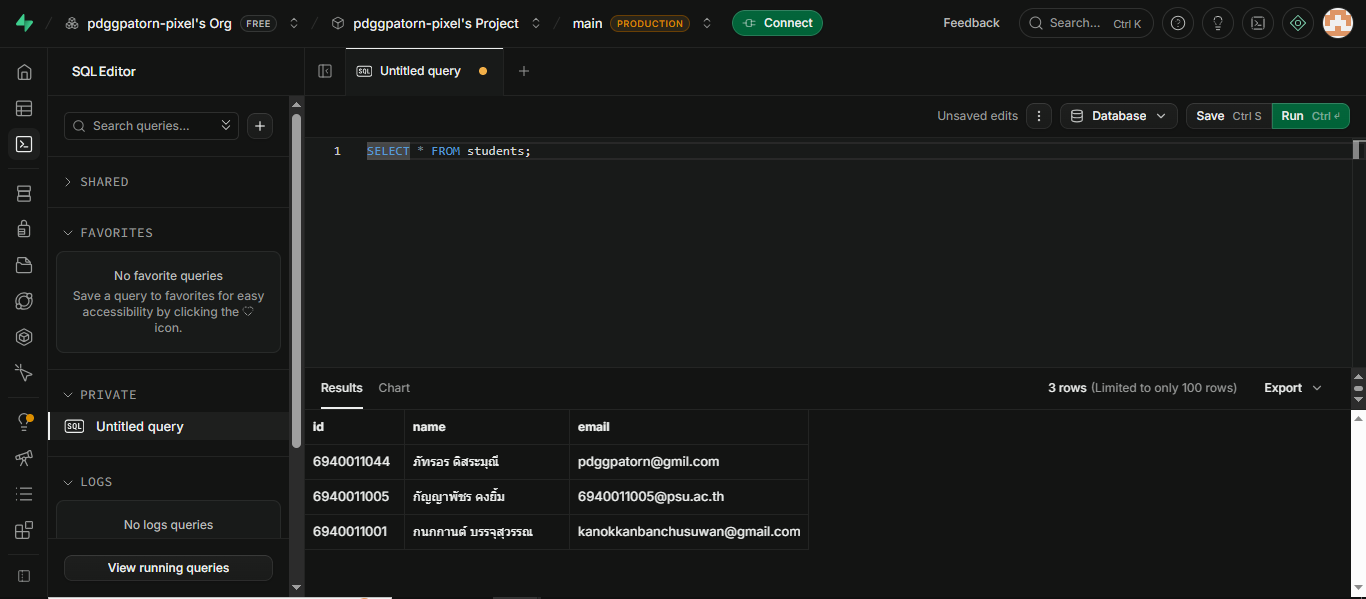 pdggpatorn-pixel's Org FREE pdggpatorn-pixel's Project main PRODUCTION Connect Feedback Search... Ctrl K
SQL Editor
SQL Untitled query
Search queries...
Unsaved edits Database Save Ctrl S Run Ctrl ↵
1 SELECT * FROM students;
SHARED
FAVORITES
No favorite queries
Save a query to favorites for easy
accessibility by clicking the ♡
icon.
PRIVATE
SQL Untitled query
LOGS
No logs queries
View running queries
Results Chart 3 rows (Limited to only 100 rows) Export
id name email
6940011044 ภัทรอร ดิสระมุณี pdggpatorn@gmil.com
6940011005 กัญญาพัชร คงยิ้ม 6940011005@psu.ac.th
6940011001 กนกกานต์ บรรจุสุวรรณ kanokkanbanchusuwan@gmail.com